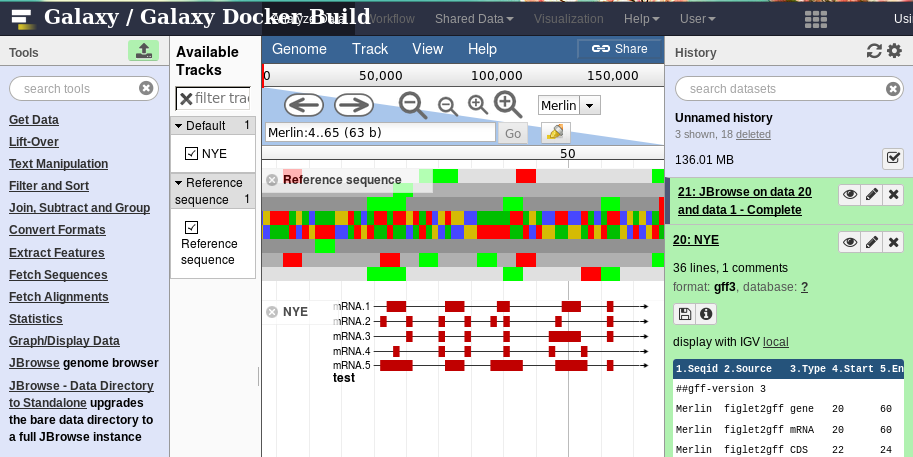 Galaxy / Galaxy Docker Build
Analyze Data
Workflow
Shared Data
Visualization
Help
User
Usi
Tools
search tools
Get Data
Lift-Over
Text Manipulation
Filter and Sort
Join, Subtract and Group
Convert Formats
Extract Features
Fetch Sequences
Fetch Alignments
Statistics
Graph/Display Data
JBrowse genome browser
JBrowse - Data Directory
to Standalone upgrades
the bare data directory to
a full JBrowse instance
Available
Tracks
filter trac
Default 1
NYE
Reference
sequence 1
Reference
sequence
Genome Track View Help Share
0 50,000 100,000 150,000
Merlin
Merlin:4..65 (63 b) Go
50
Reference sequence
NYE
mRNA.1
mRNA.2
mRNA.3
mRNA.4
mRNA.5
test
History
search datasets
Unnamed history
3 shown, 18 deleted
136.01 MB
21: JBrowse on data 20
and data 1 - Complete
20: NYE
36 lines, 1 comments
format: gff3, database: ?
display with IGV local
1.Seqid 2.Source 3.Type 4.Start 5.En
##gff-version 3
Merlin figlet2gff gene 20 60
Merlin figlet2gff mRNA 20 60
Merlin figlet2gff CDS 22 24